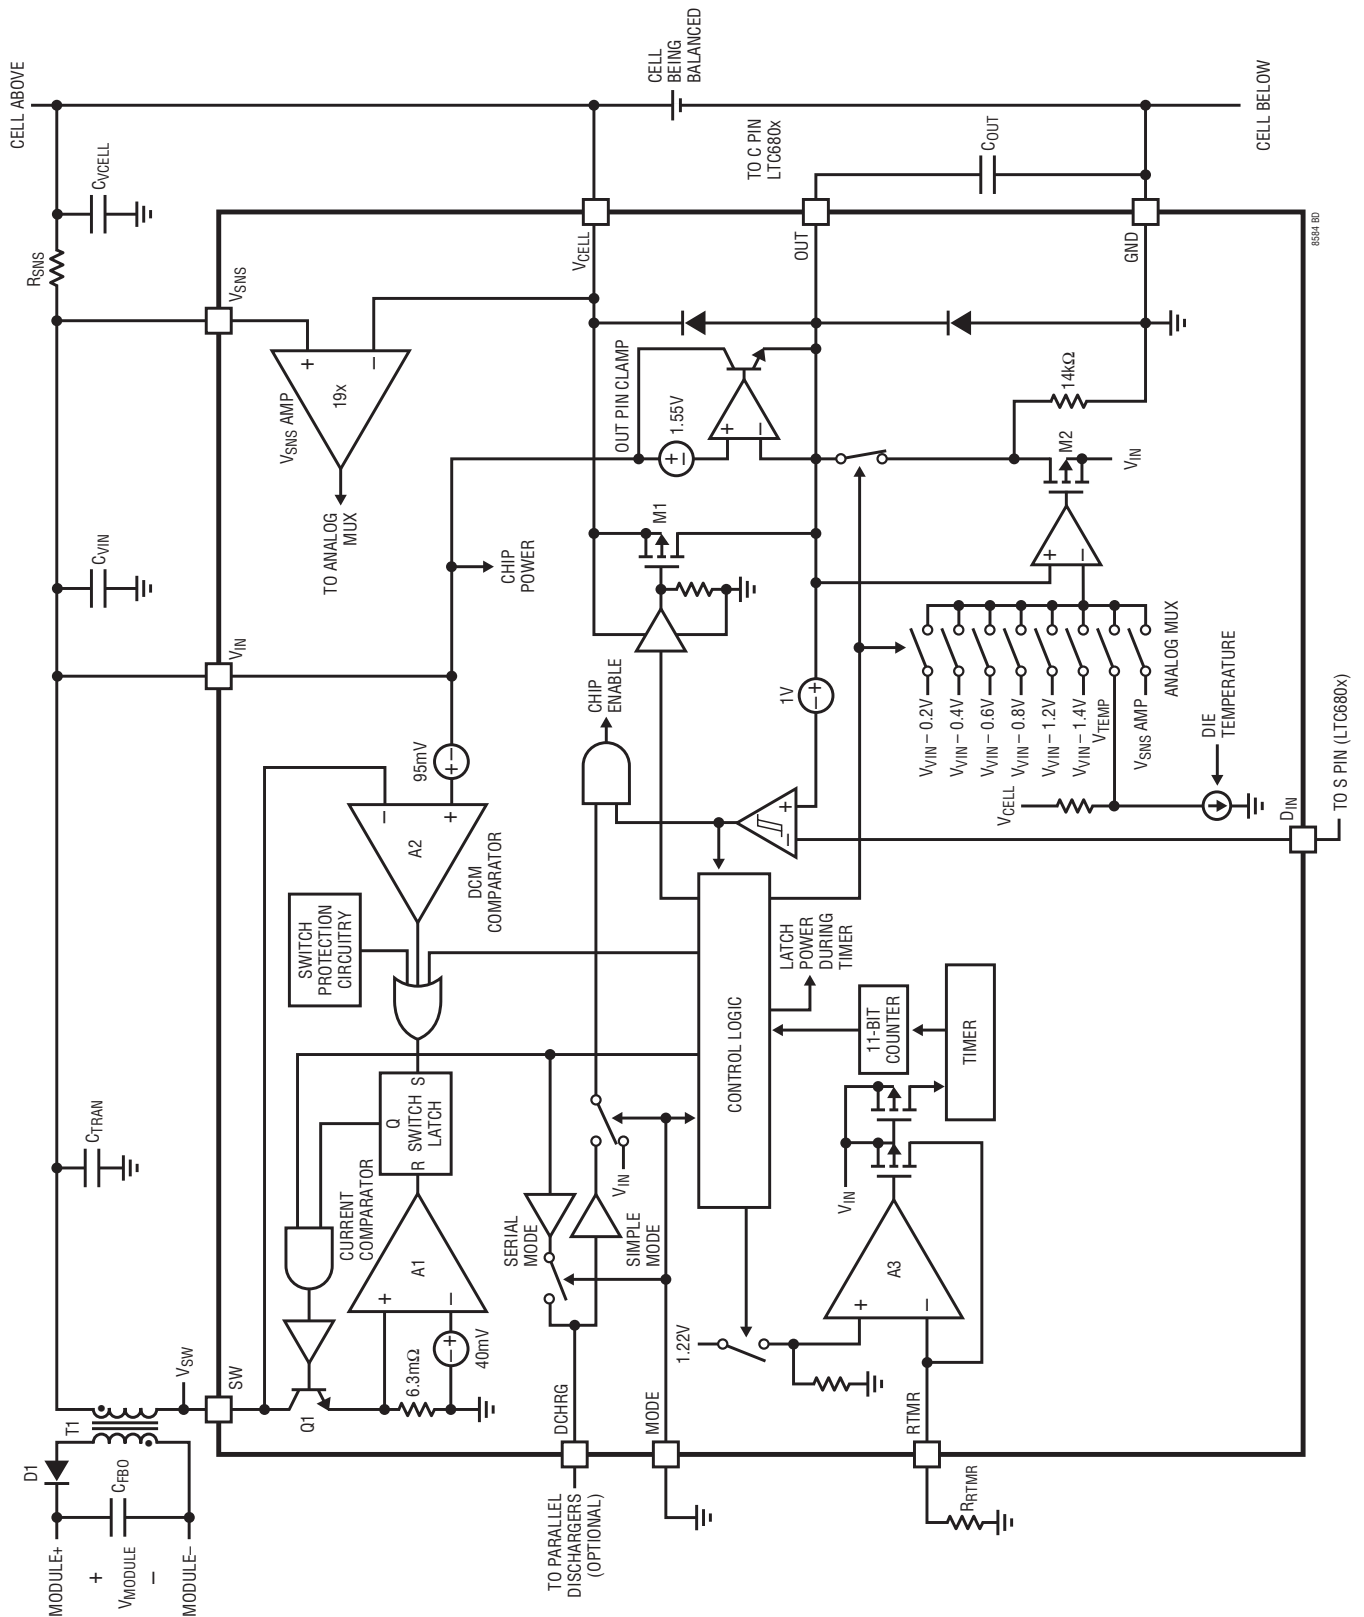 MODULE+
+
VMODULE
–
MODULE–
D1
CFBO
T1
VSW
SW
CTRAN
CVIN
VIN
RSNS
CVCELL
CELL ABOVE
VSNS
VSNS AMP
19x
+
–
TO ANALOG
MUX
Q1
6.3mΩ
40mV
– +
CURRENT
COMPARATOR
A1
+
–
R
Q
S
SWITCH
LATCH
SWITCH
PROTECTION
CIRCUITRY
A2
–
+
DCM
COMPARATOR
95mV
+ –
CHIP
POWER
VCELL
CELL
BEING
BALANCED
OUT PIN CLAMP
1.55V
+ –
+
–
M1
CHIP
ENABLE
SERIAL
MODE
SIMPLE
MODE
VIN
DCHRG
TO PARALLEL
DISCHARGERS
(OPTIONAL)
MODE
CONTROL LOGIC
LATCH
POWER
DURING
TIMER
11-BIT
COUNTER
TIMER
1V
– +
–
+
OUT
TO C PIN
LTC680x
COUT
GND
CELL BELOW
14kΩ
M2
VIN
+
–
VVIN – 0.2V
VVIN – 0.4V
VVIN – 0.6V
VVIN – 0.8V
VVIN – 1.2V
VVIN – 1.4V
VTEMP
VSNS AMP
ANALOG MUX
VCELL
DIE
TEMPERATURE
DIN
TO S PIN (LTC680x)
1.22V
VIN
A3
+
–
RTMR
RRTMR
8584 BD